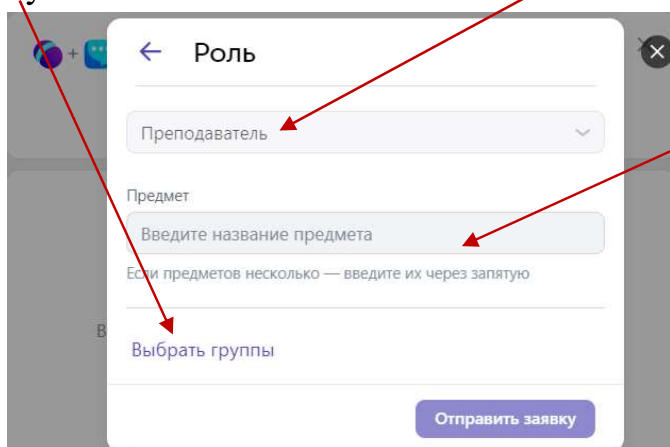 Роль
Преподаватель
Предмет
Введите название предмета
Если предметов несколько — введите их через запятую
В
Выбрать группы
Отправить заявку